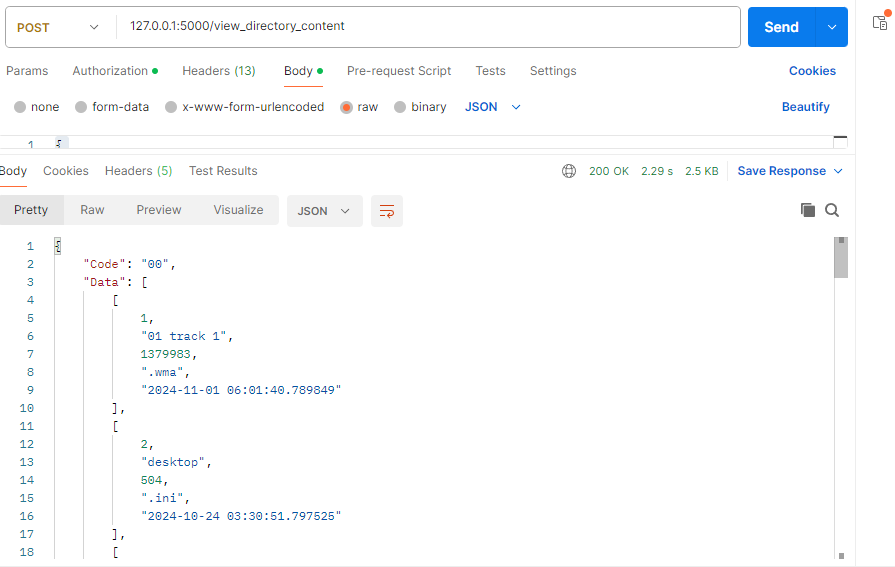 POST 127.0.0.1:5000/view_directory_content Send
Params Authorization Headers (13) Body Pre-request Script Tests Settings Cookies
none form-data x-www-form-urlencoded raw binary JSON Beautify
1 {
Body Cookies Headers (5) Test Results 200 OK 2.29 s 2.5 KB Save Response
Pretty Raw Preview Visualize JSON
1 {
2 "Code": "00",
3 "Data": [
4 [
5 1,
6 "01 track 1",
7 1379983,
8 ".wma",
9 "2024-11-01 06:01:40.789849"
10 ],
11 [
12 2,
13 "desktop",
14 504,
15 ".ini",
16 "2024-10-24 03:30:51.797525"
17 ],
18 [